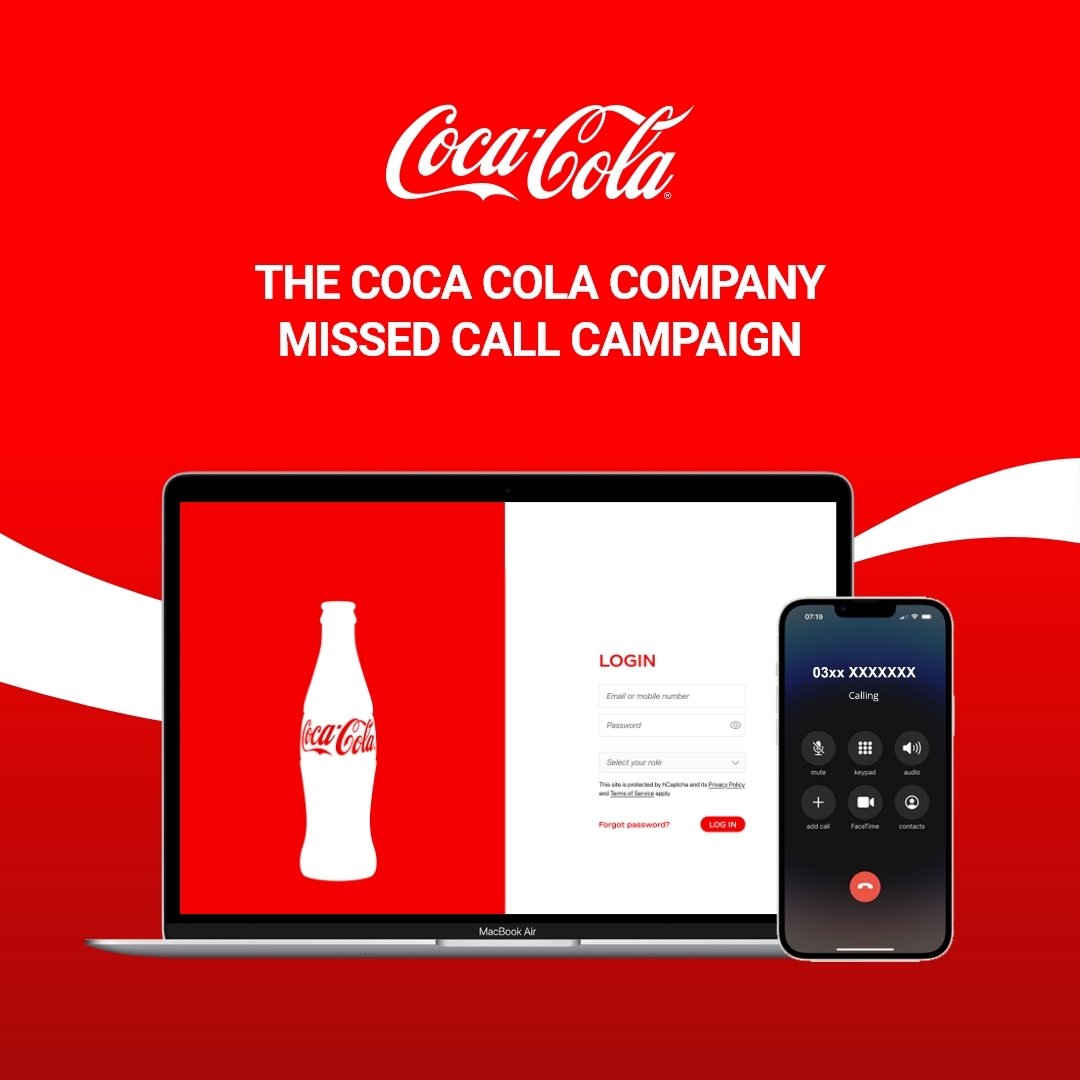 Coca-Cola®
THE COCA COLA COMPANY
MISSED CALL CAMPAIGN
Coca-Cola
LOGIN
Email or mobile number
Password
Select your role
This site is protected by hCaptcha and its Privacy Policy
and Terms of Service apply.
Forgot password?
LOG IN
MacBook Air
07:19
03xx XXXXXXX
Calling
mute
keypad
audio
add call
FaceTime
contacts